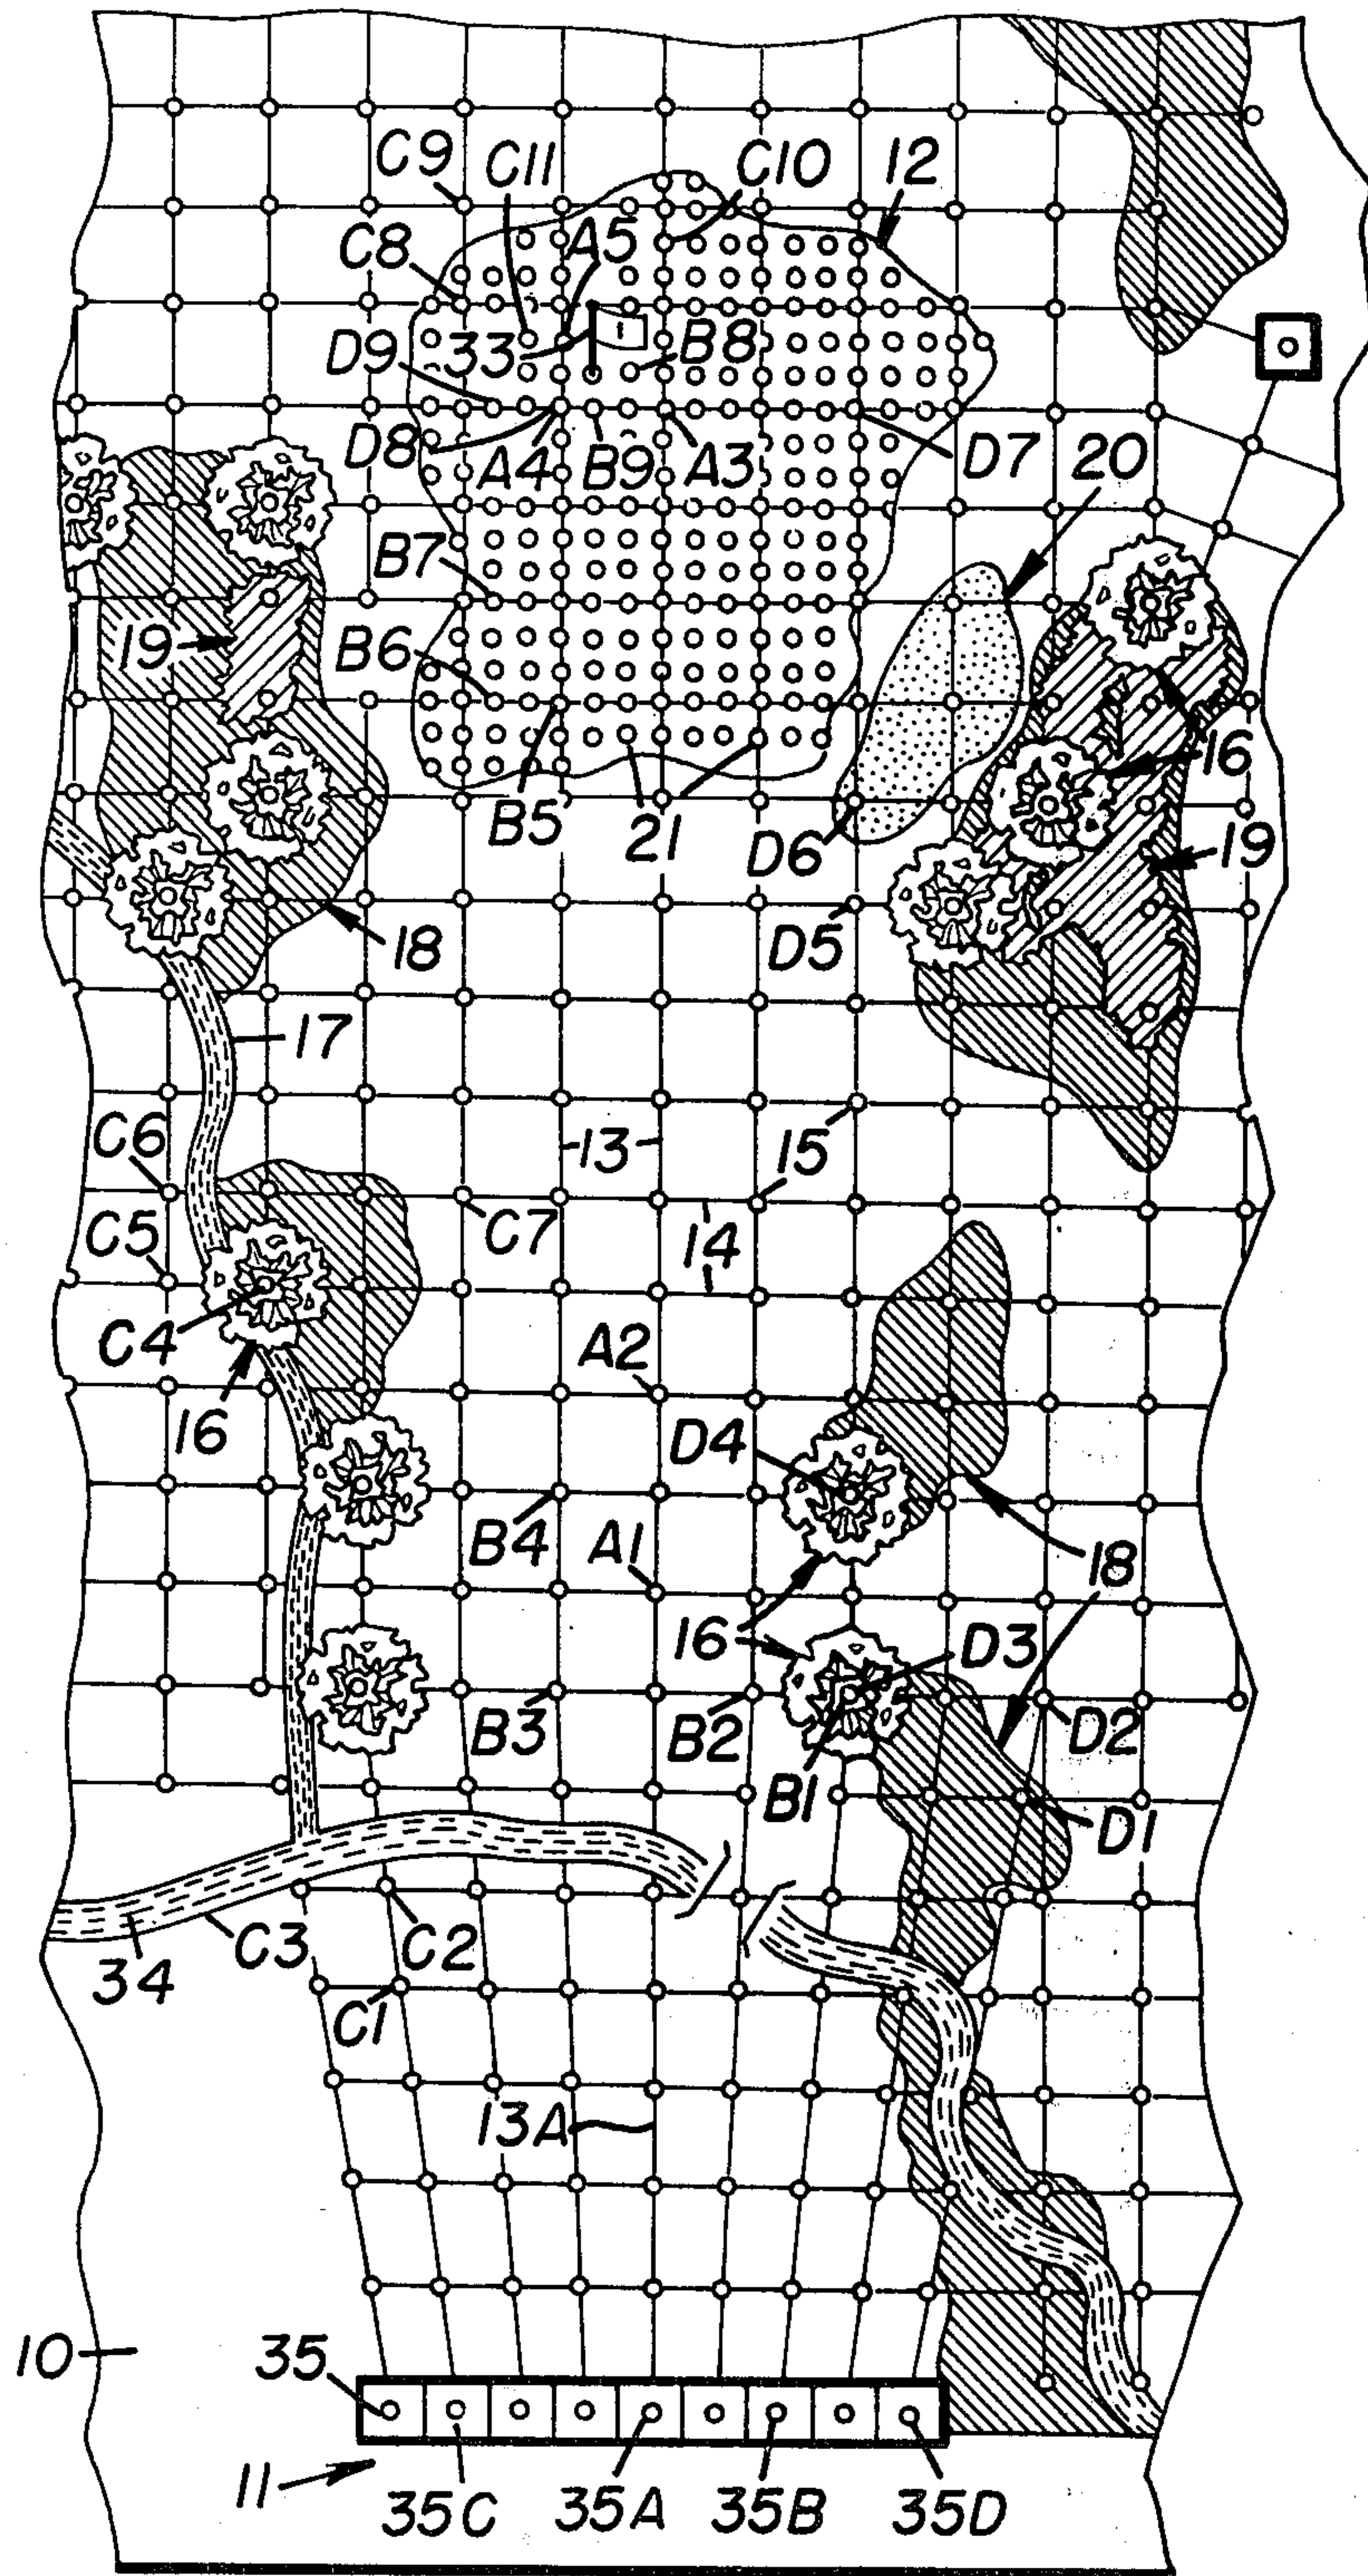 C9 C11 C10 12
C8 A5
D9 33 B8
D8 A4 B9 A3 D7 20
B7
19 B6
16
B5 21 D6 19
18 D5
17
C6 13 15
C5 C7 14
C4 A2
16 D4
B4 A1 18
16 D3
B3 B2 D2
B1 D1
34 C3 C2
C1
13A
10 35
11 35C 35A 35B 35D